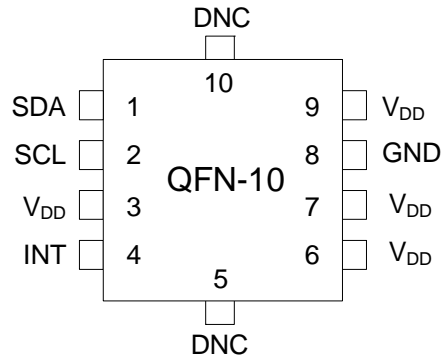 DNC
10
SDA 1 9 VDD
SCL 2 8 GND
QFN-10
VDD 3 7 VDD
INT 4 6 VDD
5
DNC